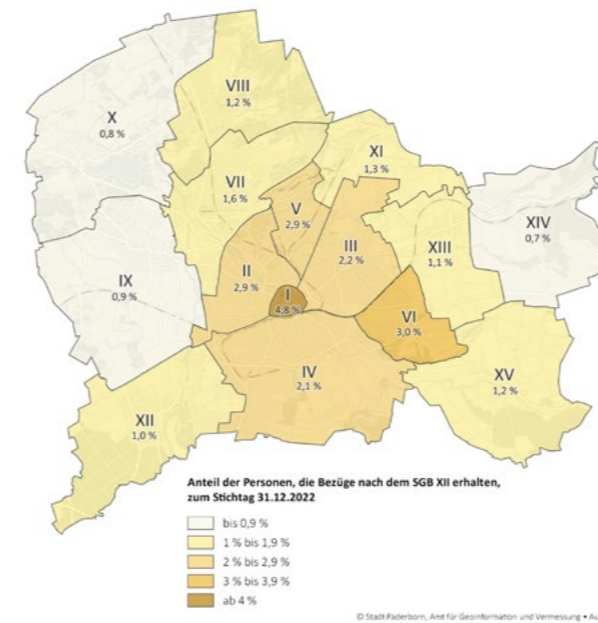 VIII
1,2 %
X
0,8 %
XI
1,3 %
VII
1,6 %
V
2,9 %
XIV
0,7 %
III
2,2 %
XIII
1,1 %
II
2,9 %
IX
0,9 %
I
4,8 %
VI
3,0 %
IV
2,1 %
XV
1,2 %
XII
1,0 %
Anteil der Personen, die Bezüge nach dem SGB XII erhalten,
zum Stichtag 31.12.2022
bis 0,9 %
1 % bis 1,9 %
2 % bis 2,9 %
3 % bis 3,9 %
ab 4 %
© Stadt Paderborn, Amt für Geoinformation und Vermessung • Au